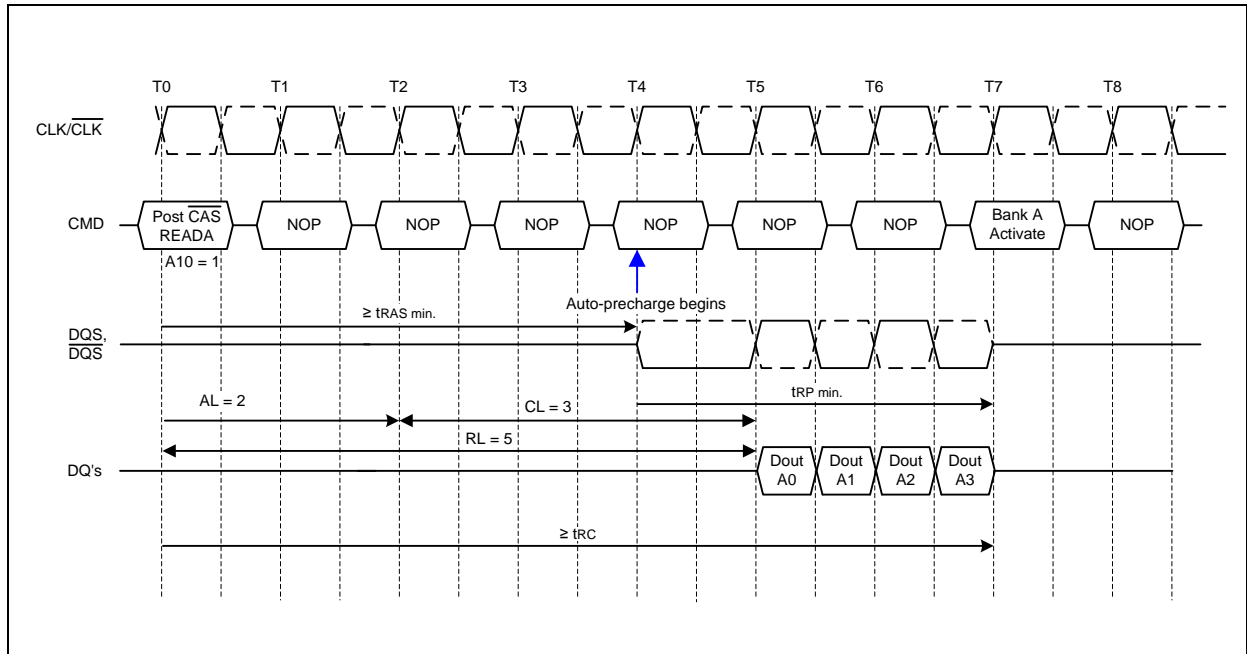 T0 T1 T2 T3 T4 T5 T6 T7 T8
CLK/CLK
CMD
Post CAS
READA
NOP
NOP
NOP
NOP
NOP
NOP
Bank A
Activate
NOP
A10 = 1
Auto-precharge begins
≥ tRAS min.
DQS,
DQS
tRP min.
AL = 2
CL = 3
RL = 5
DQ's
Dout
A0
Dout
A1
Dout
A2
Dout
A3
≥ tRC